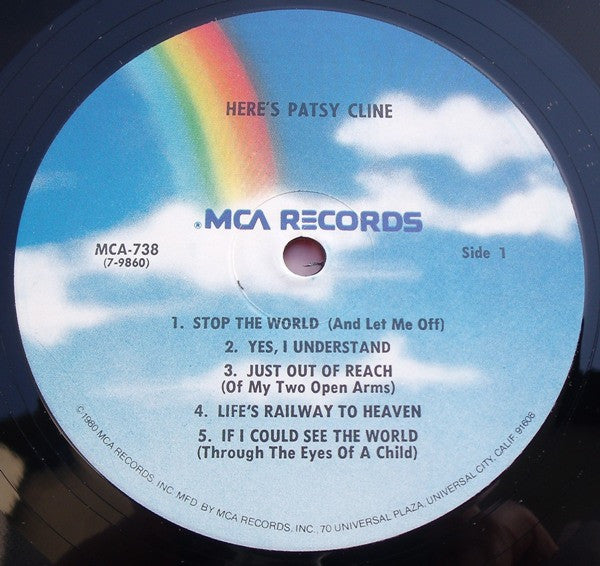 HERE'S PATSY CLINE
® MCA RECORDS
MCA-738
(7-9860)
Side 1
1. STOP THE WORLD (And Let Me Off)
2. YES, I UNDERSTAND
3. JUST OUT OF REACH
(Of My Two Open Arms)
4. LIFE'S RAILWAY TO HEAVEN
5. IF I COULD SEE THE WORLD
(Through The Eyes Of A Child)
©1980 MCA RECORDS, INC. MFD. BY MCA RECORDS, INC., 70 UNIVERSAL PLAZA, UNIVERSAL CITY, CALIF. 91608